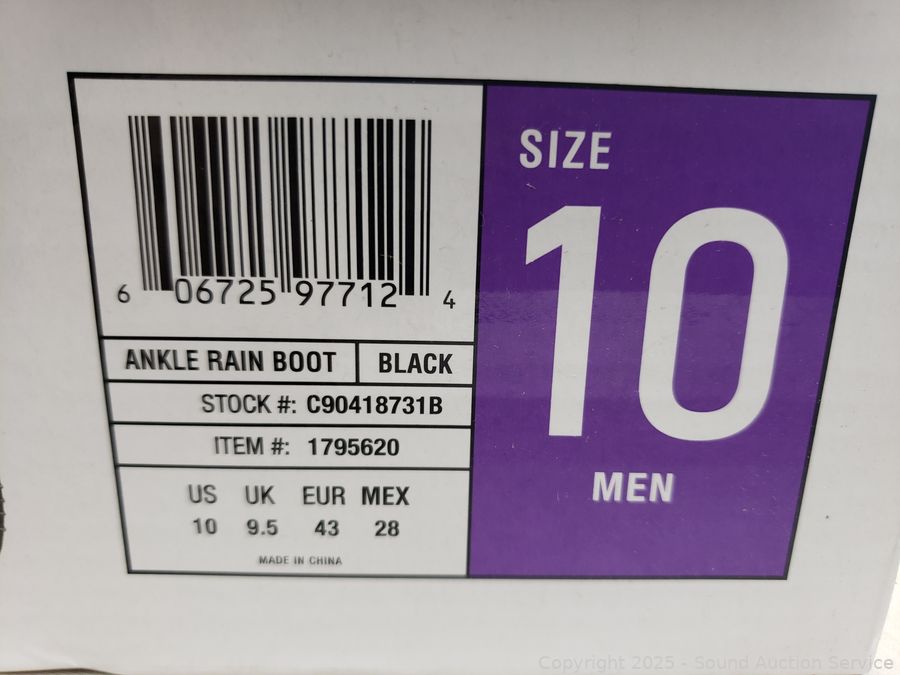 6 06725 97712 4
ANKLE RAIN BOOT BLACK
STOCK #: C90418731B
ITEM #: 1795620
US UK EUR MEX
10 9.5 43 28
MADE IN CHINA
SIZE
10
MEN
Copyright 2025 - Sound Auction Service